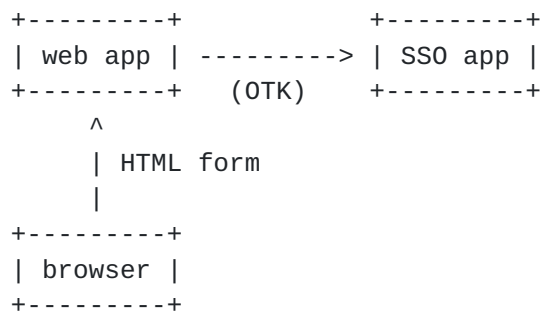 +---------+             +---------+
| web app | ---------> | SSO app |
+---------+   (OTK)    +---------+
     ^
     | HTML form
     |
+---------+
| browser |
+---------+